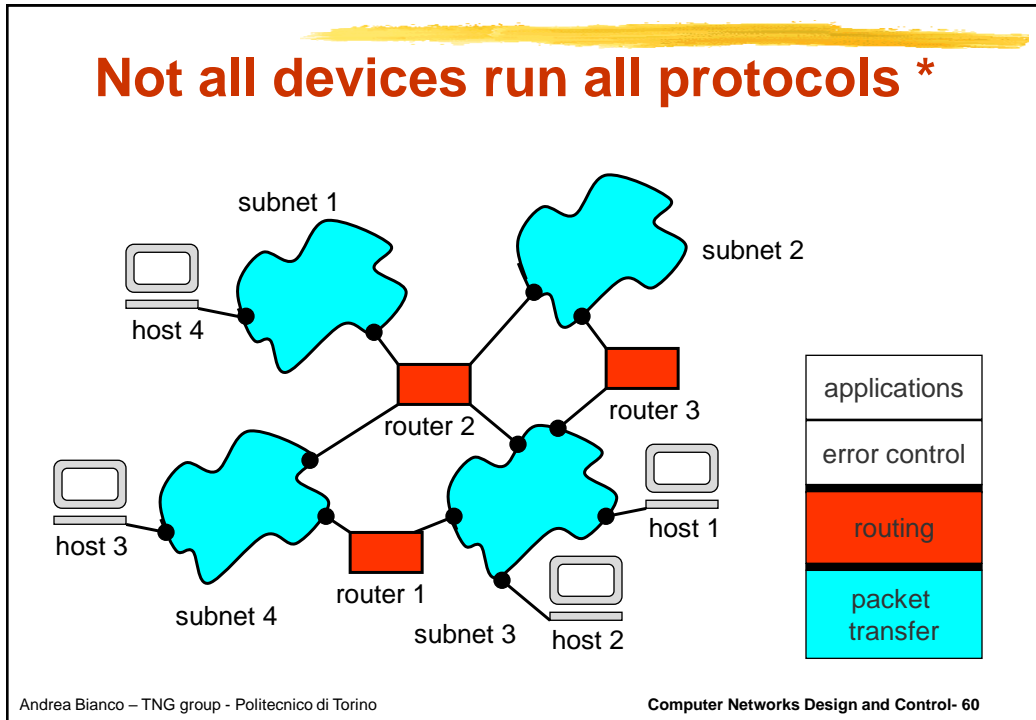 Not all devices run all protocols *
subnet 1
subnet 2
host 4
router 2
router 3
host 3
host 1
router 1
subnet 4
subnet 3
host 2
applications
error control
routing
packet
transfer
Andrea Bianco – TNG group - Politecnico di Torino
Computer Networks Design and Control- 60